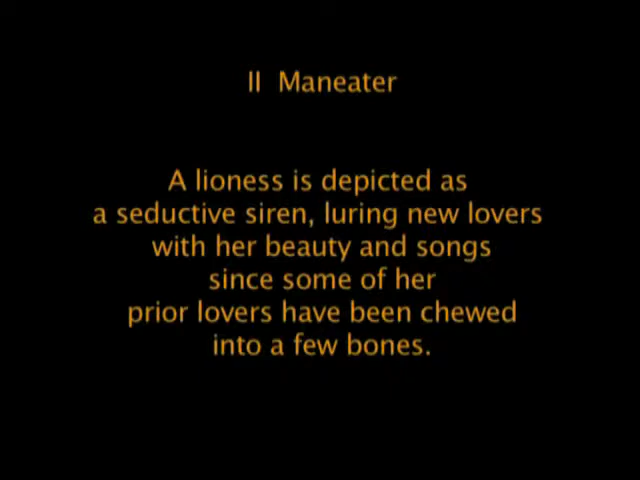 II Maneater
A lioness is depicted as
a seductive siren, luring new lovers
with her beauty and songs
since some of her
prior lovers have been chewed
into a few bones.